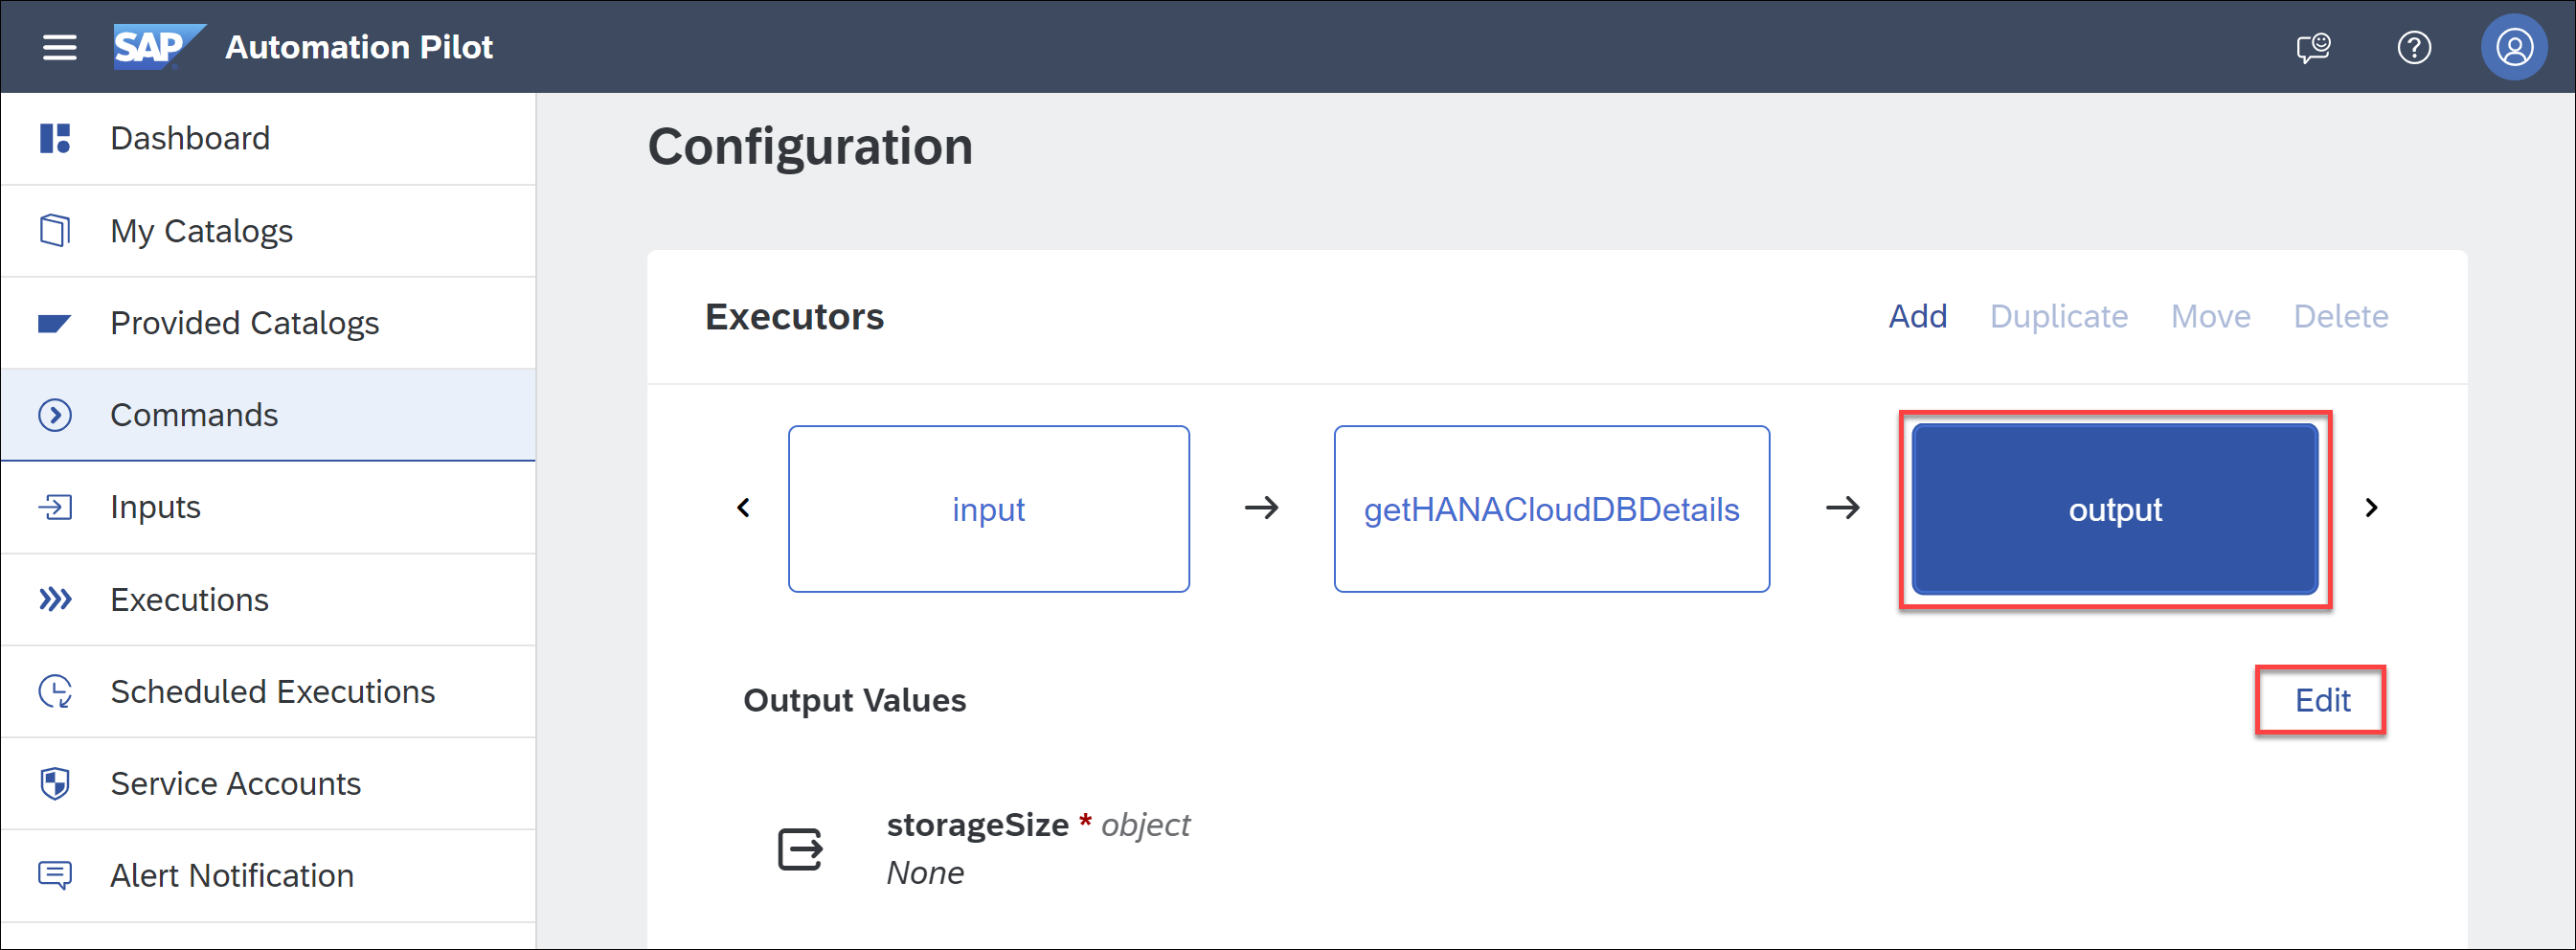 SAP Automation Pilot
Dashboard
My Catalogs
Provided Catalogs
Commands
Inputs
Executions
Scheduled Executions
Service Accounts
Alert Notification
Configuration
Executors
Add Duplicate Move Delete
input
getHANACloudDBDetails
output
Output Values
Edit
storageSize * object
None